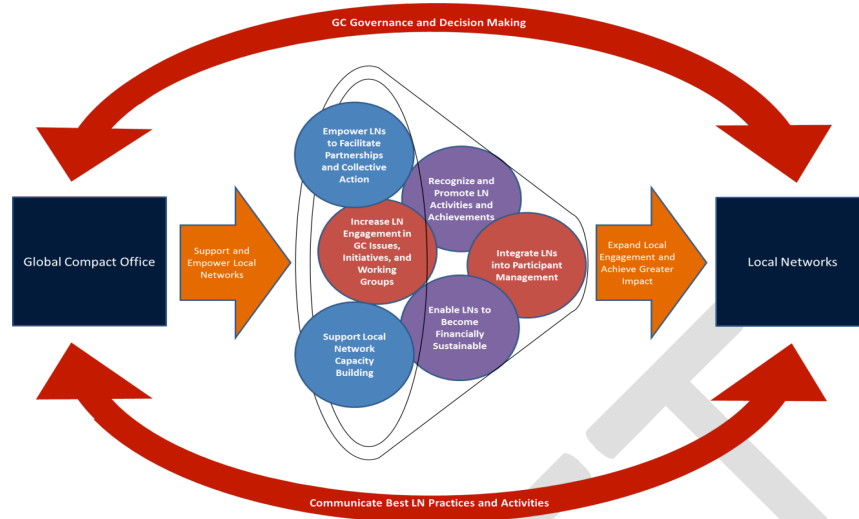 GC Governance and Decision Making
Empower LNs
to Facilitate
Partnerships
and Collective
Action
Recognize and
Promote LN
Activities and
Achievements
Global Compact Office
Support and
Empower Local
Networks
Increase LN
Engagement in
GC Issues,
Initiatives, and
Working
Groups
Integrate LNs
into Participant
Management
Expand Local
Engagement and
Achieve Greater
Impact
Local Networks
Support Local
Network
Capacity
Building
Enable LNs to
Become
Financially
Sustainable
Communicate Best LN Practices and Activities